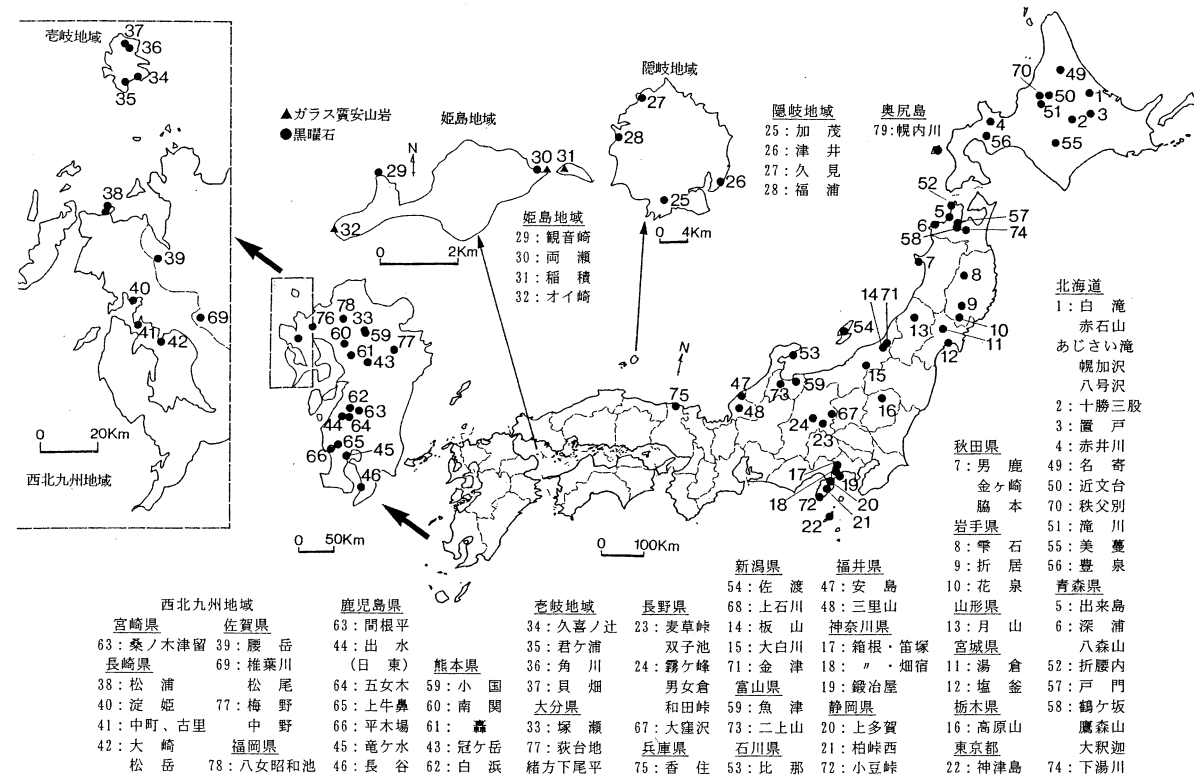 壱岐地域
37
36
34
35
38
39
40
41
42
69
0 20Km
西北九州地域
▲ガラス質安山岩
●黒曜石
姫島地域
N
29
30 31
32
0 2Km
姫島地域
29：観音崎
30：両瀬
31：稲積
32：オイ崎
隠岐地域
27
28
26
25
0 4Km
隠岐地域
25：加茂
26：津井
27：久見
28：福浦
奥尻島
79：幌内川
70
49
50
1
51
2
3
4
56
55
52
5
6
57
58
74
7
8
9
10
11
12
13
14 71
54
15
16
53
73
59
47
48
24
67
23
75
N
17
18
19
20
72
21
22
0 100Km
78
76
33
60
59
77
61
43
62
63
44
64
65
66
45
46
0 50Km
北海道
1：白滝
赤石山
あじさい滝
幌加沢
八号沢
2：十勝三股
3：置戸
4：赤井川
49：名寄
50：近文台
70：秩父別
51：滝川
55：美蔓
56：豊泉
青森県
5：出来島
6：深浦
八森山
52：折腰内
57：戸門
58：鶴ケ坂
鷹森山
大釈迦
74：下湯川
秋田県
7：男鹿
金ヶ崎
脇本
岩手県
8：雫石
9：折居
10：花泉
山形県
13：月山
宮城県
11：湯倉
12：塩釜
栃木県
16：高原山
東京都
22：神津島
福井県
47：安島
48：三里山
神奈川県
17：箱根・笛塚
18：〃・畑宿
19：鍛冶屋
静岡県
20：上多賀
21：柏峠西
72：小豆峠
新潟県
54：佐渡
68：上石川
14：板山
15：大白川
71：金津
富山県
59：魚津
73：二上山
石川県
53：比那
長野県
23：麦草峠
双子池
24：霧ケ峰
男女倉
和田峠
67：大窪沢
兵庫県
75：香住
壱岐地域
34：久喜ノ辻
35：君ケ浦
36：角川
37：貝畑
大分県
33：塚瀬
77：荻台地
緒方下尾平
熊本県
59：小国
60：南関
61：轟
43：冠ケ岳
62：白浜
鹿児島県
63：間根平
44：出水
（日東）
64：五女木
65：上牛鼻
66：平木場
45：竜ケ水
46：長谷
西北九州地域
佐賀県
39：腰岳
69：椎葉川
松尾
77：梅野
中野
福岡県
78：八女昭和池
宮崎県
63：桑ノ木津留
長崎県
38：松浦
40：淀姫
41：中町、古里
42：大崎
松岳